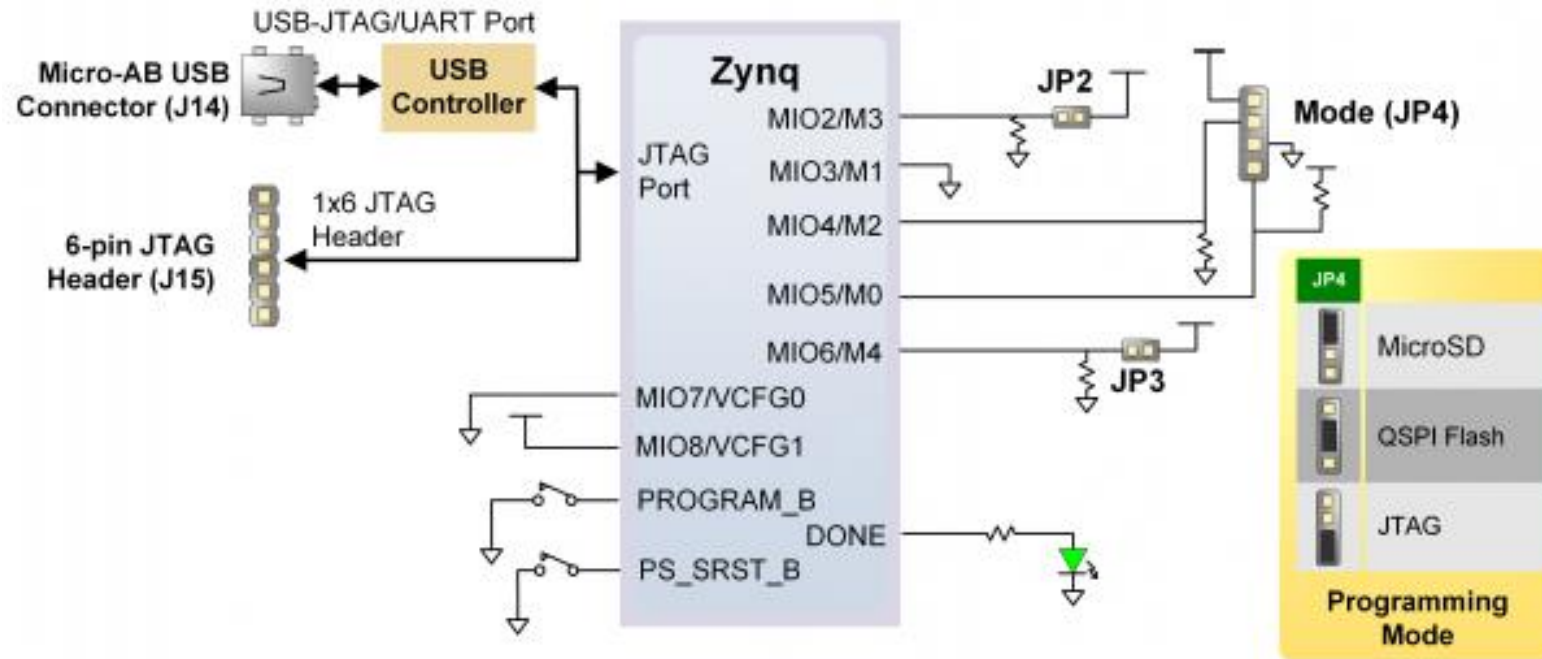 USB-JTAG/UART Port
Micro-AB USB
Connector (J14)
USB
Controller
1x6 JTAG
Header
6-pin JTAG
Header (J15)
Zynq
JTAG
Port
MIO2/M3
MIO3/M1
MIO4/M2
MIO5/M0
MIO6/M4
MIO7/VCFG0
MIO8/VCFG1
PROGRAM_B
DONE
PS_SRST_B
JP2
Mode (JP4)
JP3
JP4
MicroSD
QSPI Flash
JTAG
Programming
Mode